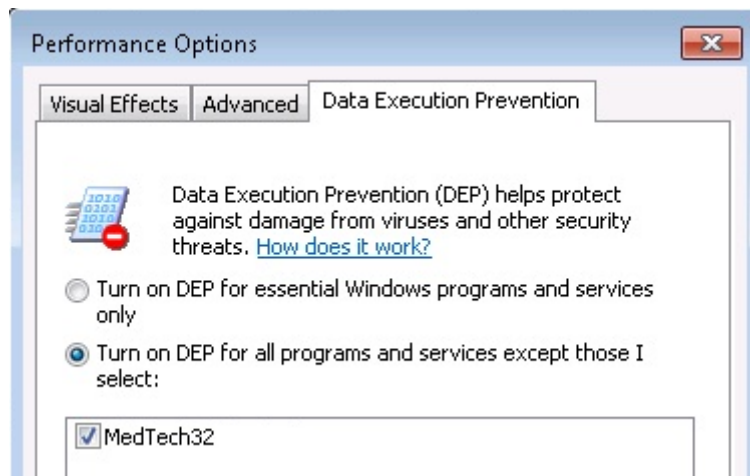 Performance Options
Visual Effects Advanced Data Execution Prevention
Data Execution Prevention (DEP) helps protect
against damage from viruses and other security
threats. How does it work?
Turn on DEP for essential Windows programs and services
only
Turn on DEP for all programs and services except those I
select:
MedTech32